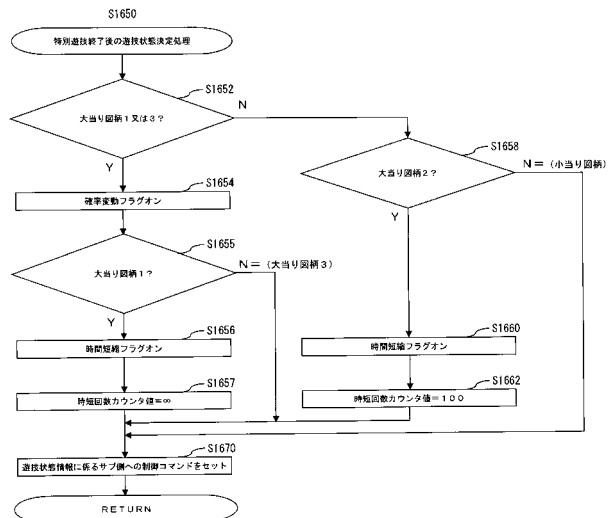 S1650
特別遊技終了後の遊技状態決定処理
S1652
大当り図柄1又は3?
N
Y
S1658
大当り図柄2?
N=(小当り図柄)
Y
S1654
確率変動フラグオン
S1655
大当り図柄1?
N=(大当り図柄3)
Y
S1656
時間短縮フラグオン
S1660
時間短縮フラグオン
S1657
時短回数カウンタ値=∞
S1662
時短回数カウンタ値=100
S1670
遊技状態情報に係るサブ側への制御コマンドをセット
RETURN